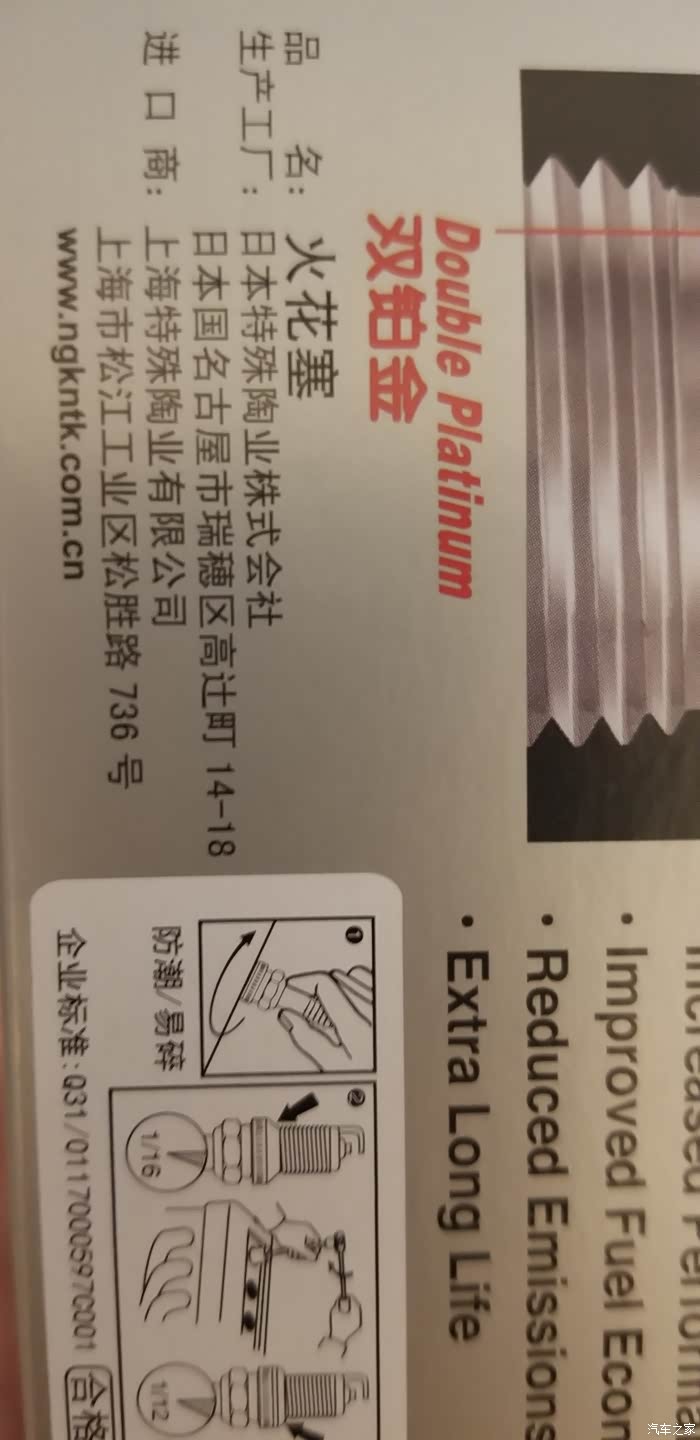 Double Platinum
双铂金
品 名: 火花塞
生产工厂: 日本特殊陶业株式会社
日本国名古屋市瑞穗区高辻町 14-18
进 口 商: 上海特殊陶业有限公司
上海市松江工业区松胜路 736 号
www.ngkntk.com.cn
· Improved Fuel Econ
· Reduced Emissions
· Extra Long Life
1
防潮/易碎
2
1/16
1/12
企业标准:Q31/0117000597C001
合格
汽车之家